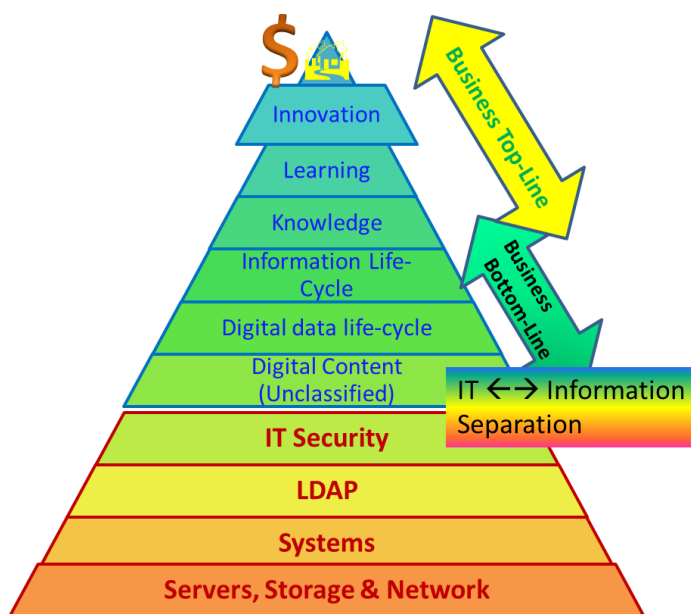 $
Innovation
Learning
Knowledge
Information Life-
Cycle
Digital data life-cycle
Digital Content
(Unclassified)
IT Security
LDAP
Systems
Servers, Storage & Network
Business Top-Line
Business
Bottom-Line
IT ←→ Information
Separation